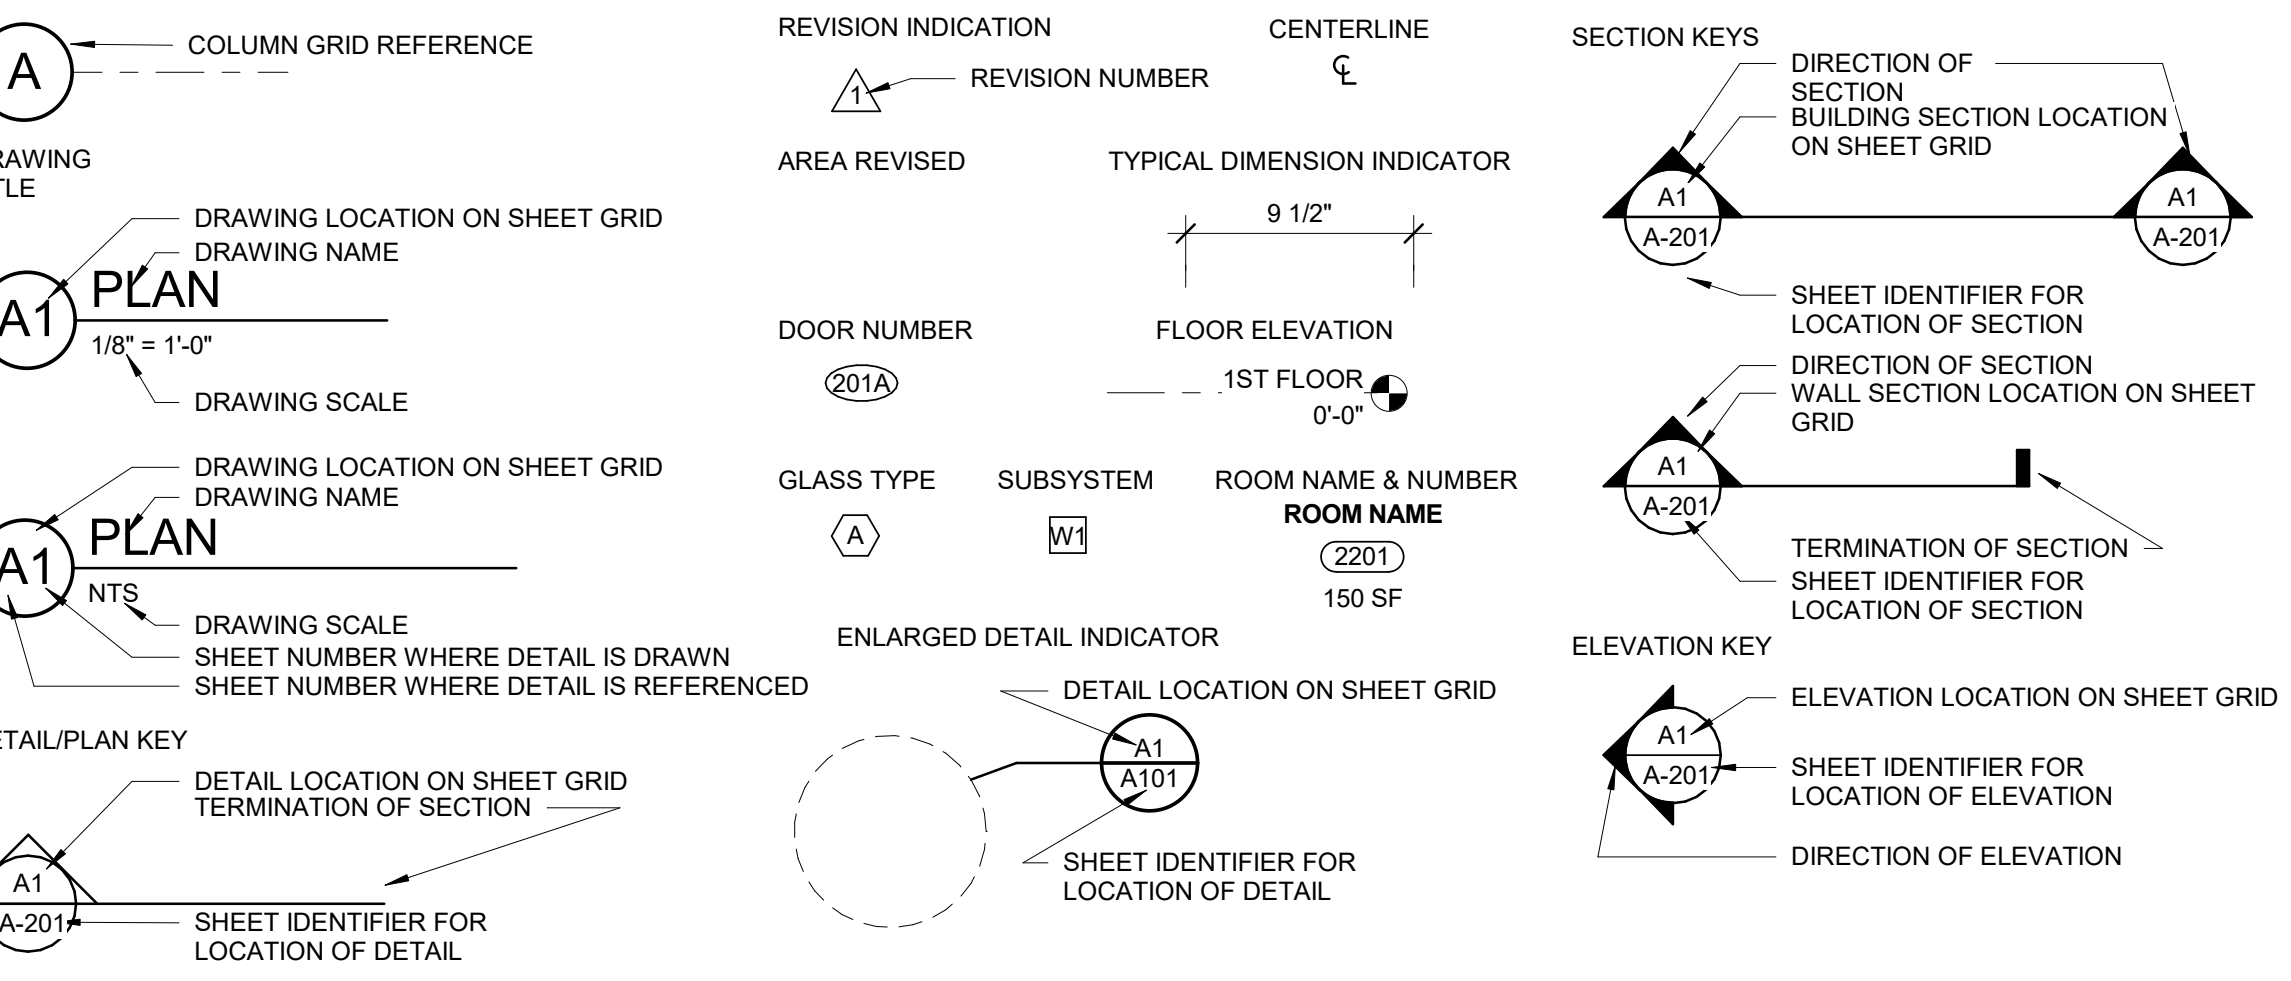 A
COLUMN GRID REFERENCE
RAWING
TLE
DRAWING LOCATION ON SHEET GRID
DRAWING NAME
A1
PLAN
1/8" = 1'-0"
DRAWING SCALE
DRAWING LOCATION ON SHEET GRID
DRAWING NAME
A1
PLAN
NTS
DRAWING SCALE
SHEET NUMBER WHERE DETAIL IS DRAWN
SHEET NUMBER WHERE DETAIL IS REFERENCED
ETAIL/PLAN KEY
DETAIL LOCATION ON SHEET GRID
TERMINATION OF SECTION
A1
A-201
SHEET IDENTIFIER FOR
LOCATION OF DETAIL
REVISION INDICATION
1
REVISION NUMBER
CENTERLINE
℄
AREA REVISED
TYPICAL DIMENSION INDICATOR
9 1/2"
DOOR NUMBER
201A
FLOOR ELEVATION
1ST FLOOR
0'-0"
GLASS TYPE
A
SUBSYSTEM
W1
ROOM NAME & NUMBER
ROOM NAME
2201
150 SF
ENLARGED DETAIL INDICATOR
DETAIL LOCATION ON SHEET GRID
A1
A101
SHEET IDENTIFIER FOR
LOCATION OF DETAIL
SECTION KEYS
DIRECTION OF
SECTION
BUILDING SECTION LOCATION
ON SHEET GRID
A1
A-201
A1
A-201
SHEET IDENTIFIER FOR
LOCATION OF SECTION
DIRECTION OF SECTION
WALL SECTION LOCATION ON SHEET
GRID
A1
A-201
TERMINATION OF SECTION
SHEET IDENTIFIER FOR
LOCATION OF SECTION
ELEVATION KEY
ELEVATION LOCATION ON SHEET GRID
A1
A-201
SHEET IDENTIFIER FOR
LOCATION OF ELEVATION
DIRECTION OF ELEVATION